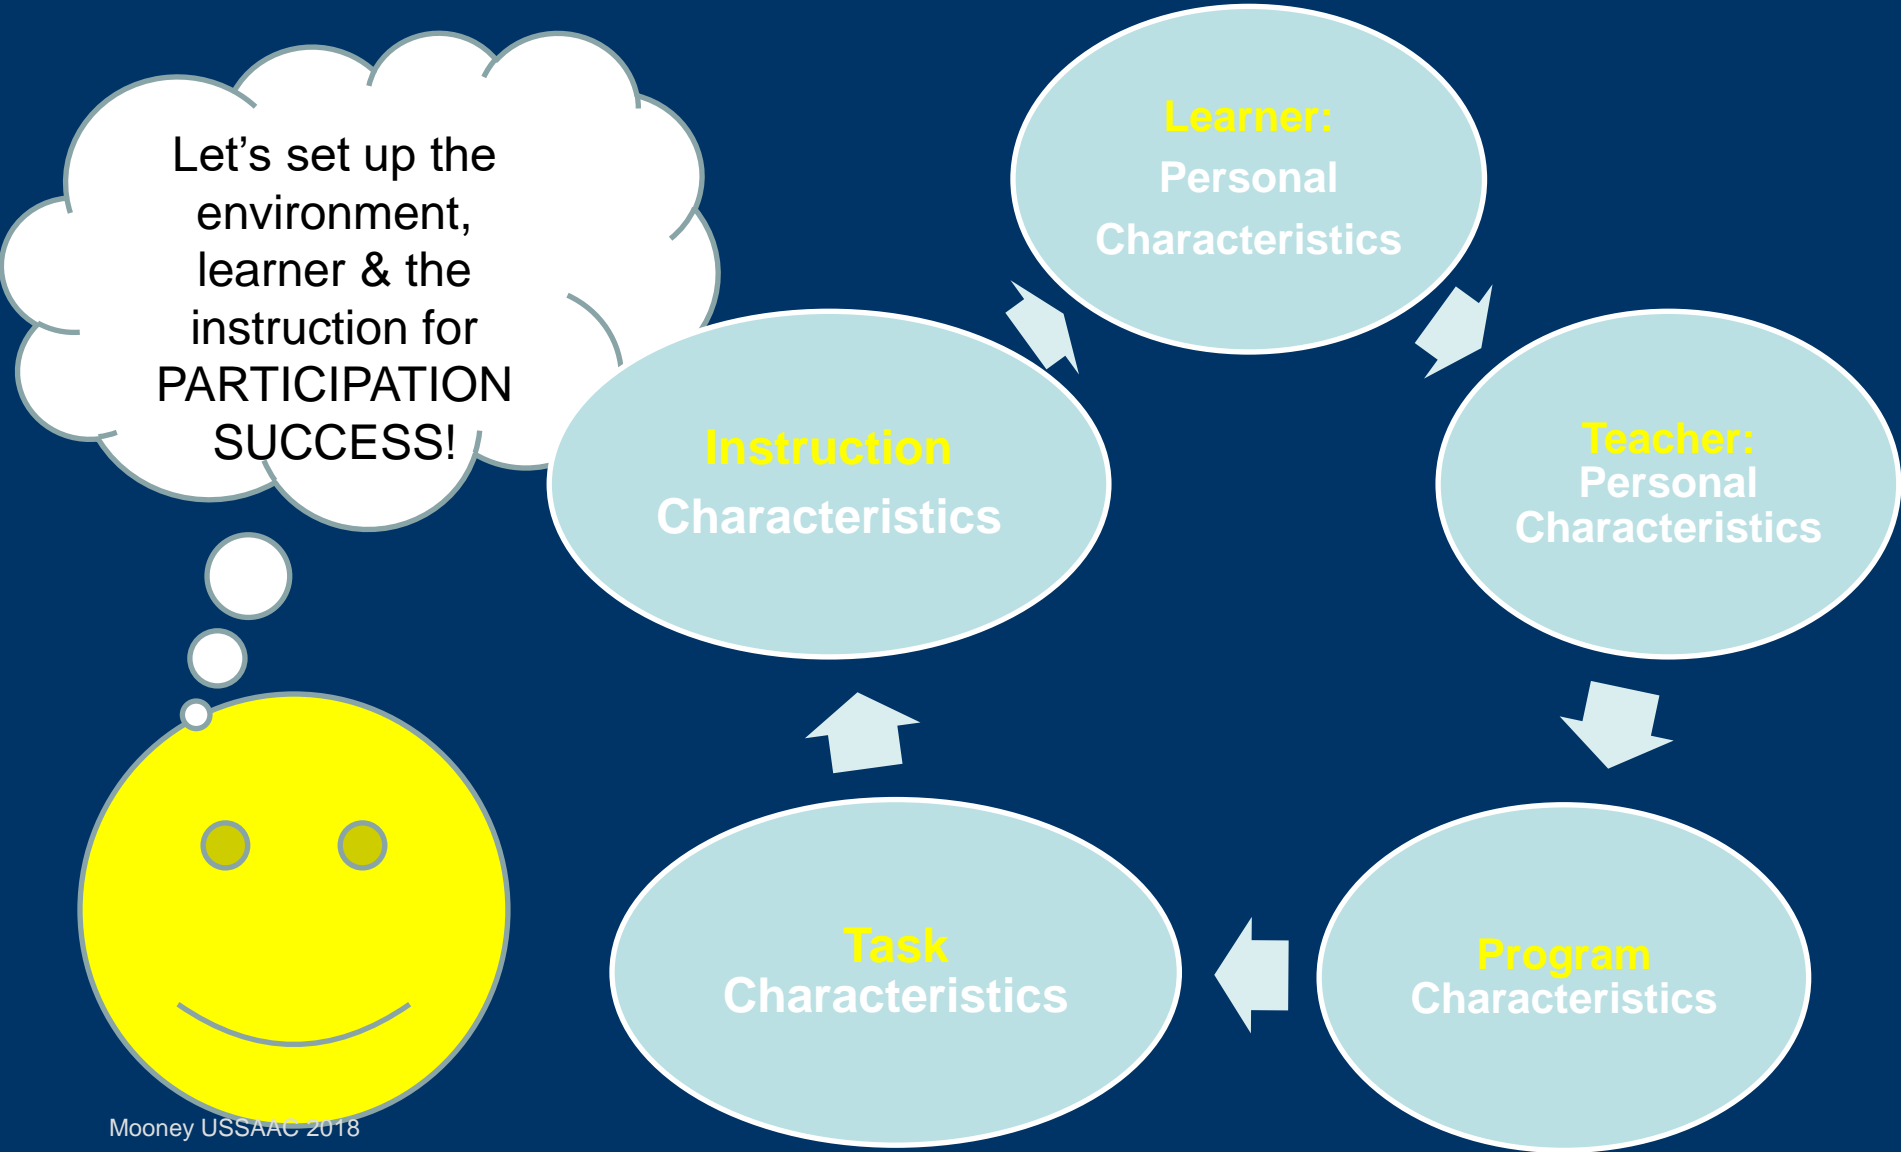 Let’s set up the
environment,
learner & the
instruction for
PARTICIPATION
SUCCESS!
Learner:
Personal
Characteristics
Teacher:
Personal
Characteristics
Program
Characteristics
Task
Characteristics
Instruction
Characteristics
Mooney USSAAC 2018